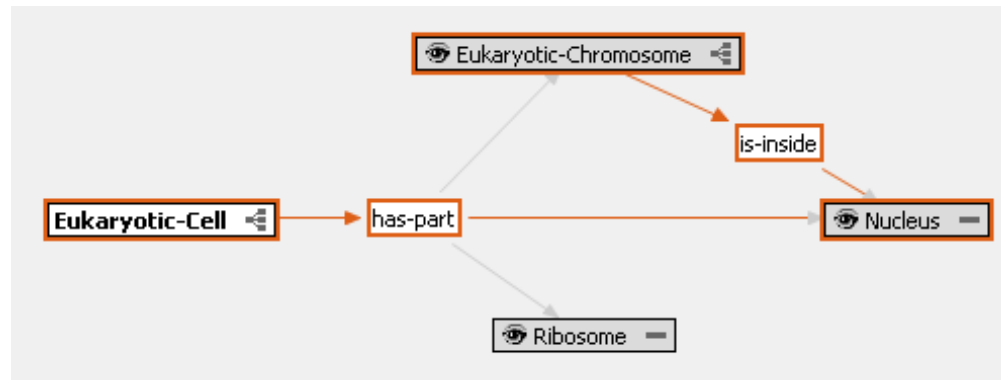 Eukaryotic-Chromosome
is-inside
Eukaryotic-Cell
has-part
Nucleus
Ribosome